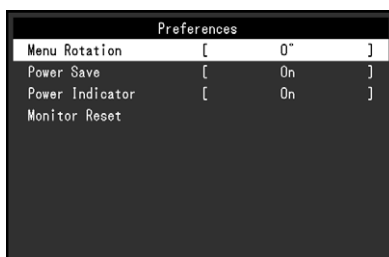 Preferences
Menu Rotation [ 0° ]
Power Save [ On ]
Power Indicator [ On ]
Monitor Reset